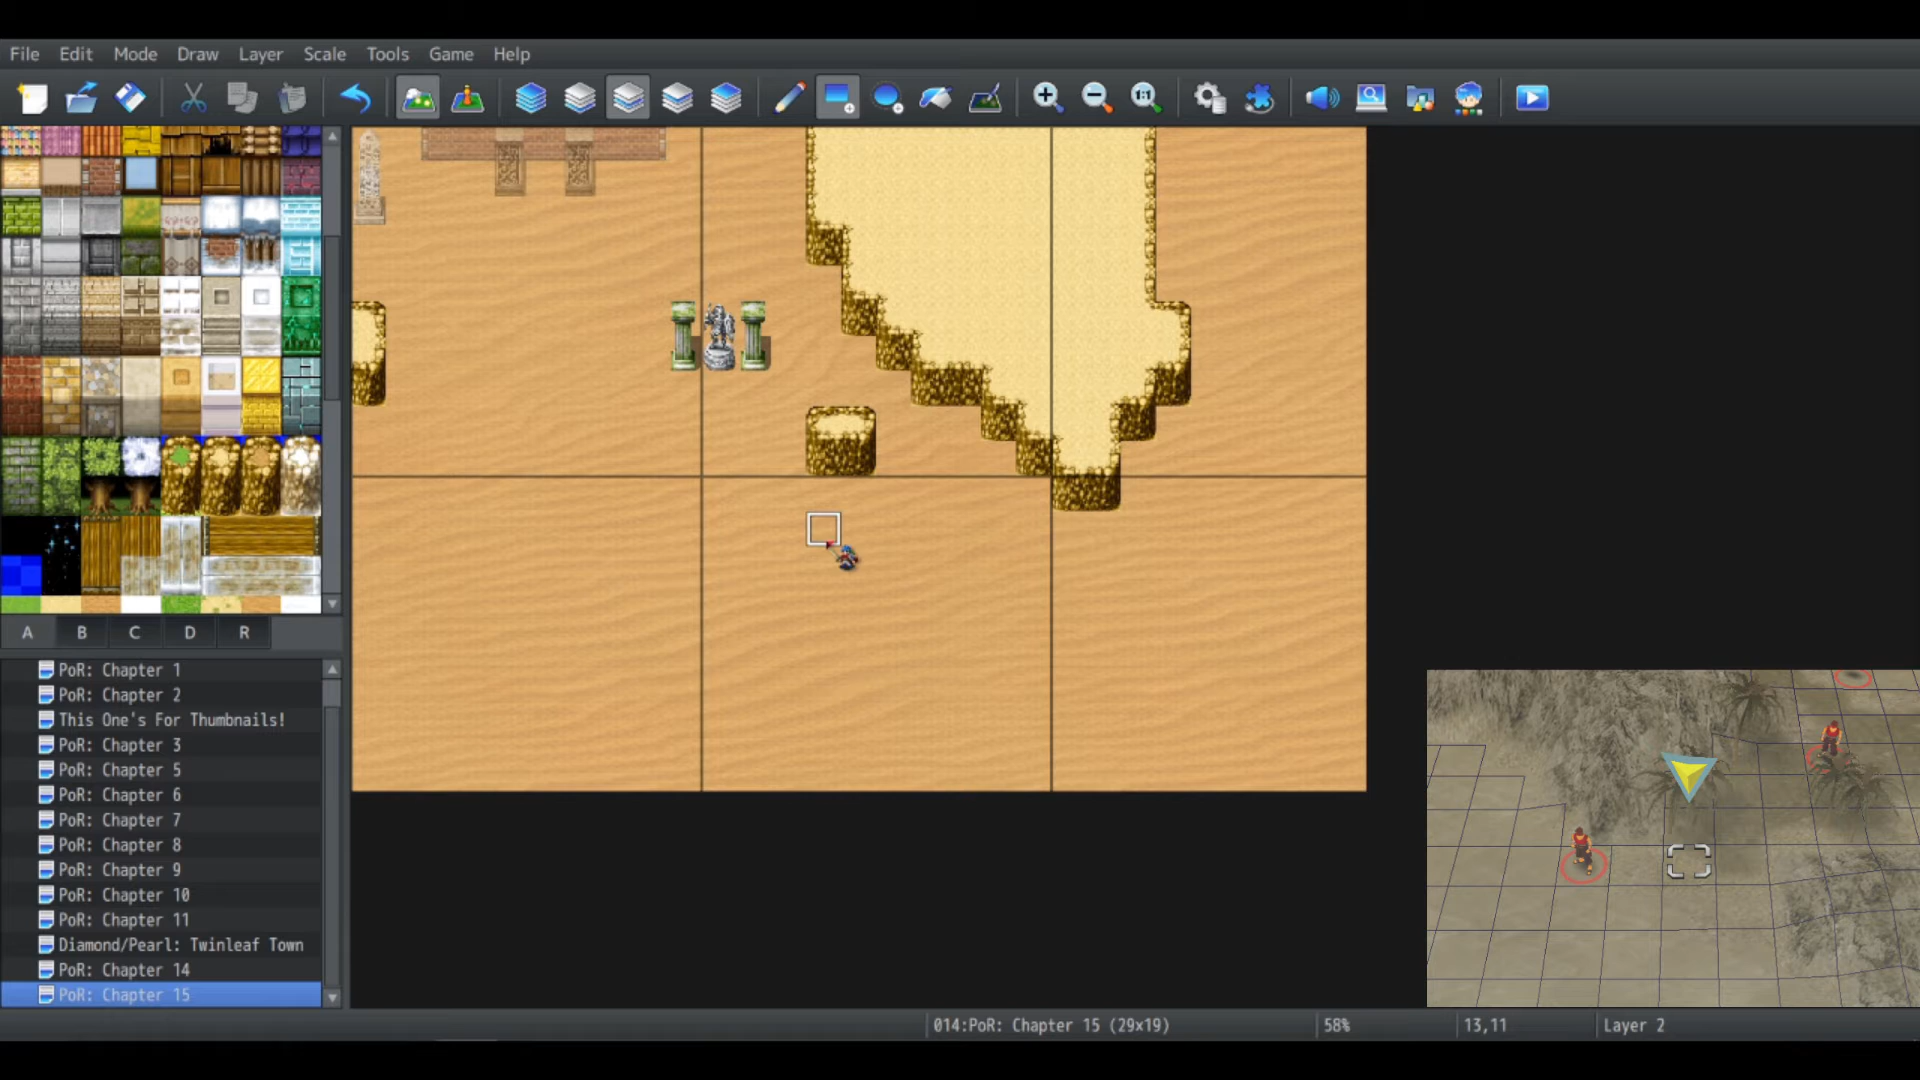 File Edit Mode Draw Layer Scale Tools Game Help
1:1
A B C D R
PoR: Chapter 1
PoR: Chapter 2
This One's For Thumbnails!
PoR: Chapter 3
PoR: Chapter 5
PoR: Chapter 6
PoR: Chapter 7
PoR: Chapter 8
PoR: Chapter 9
PoR: Chapter 10
PoR: Chapter 11
Diamond/Pearl: Twinleaf Town
PoR: Chapter 14
PoR: Chapter 15
014:PoR: Chapter 15 (29x19) 58% 13,11 Layer 2